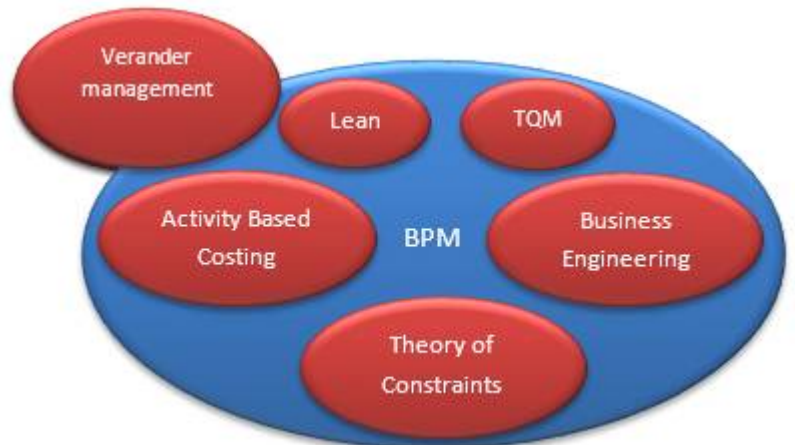 Verander
management
Lean
TQM
Activity Based
Costing
BPM
Business
Engineering
Theory of
Constraints